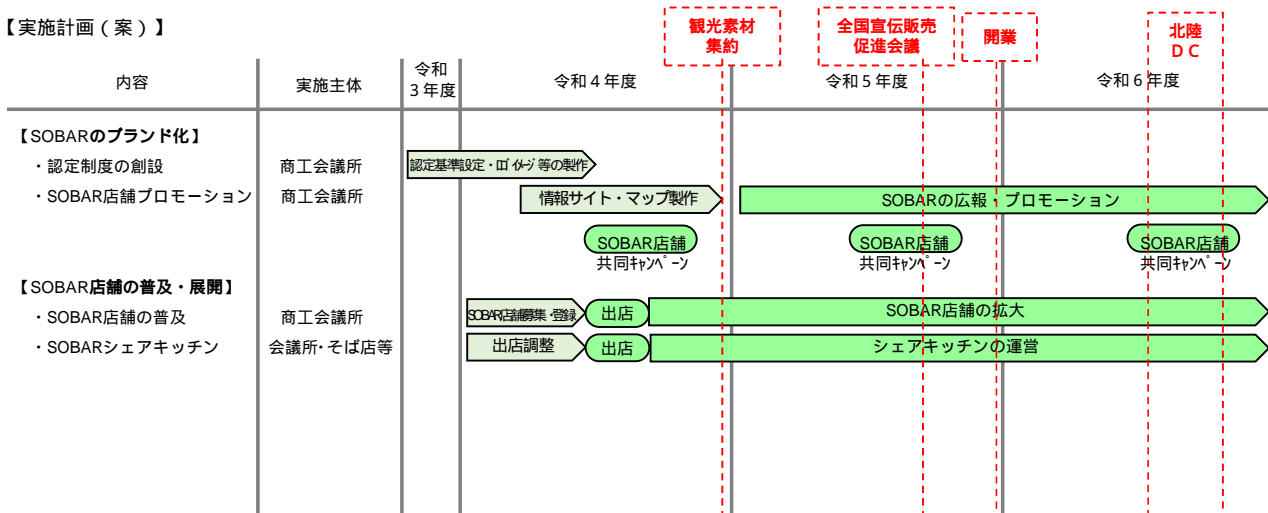 【実施計画（案）】
観光素材
集約
全国宣伝販売
促進会議
開業
北陸
ＤＣ
内容
実施主体
令和
３年度
令和４年度
令和５年度
令和６年度
【SOBARのブランド化】
・認定制度の創設
商工会議所
認定基準設定・ﾛｺﾞｲﾒｰｼﾞ等の製作
・SOBAR店舗プロモーション
商工会議所
情報サイト・マップ製作
SOBARの広報・プロモーション
SOBAR店舗
共同ｷｬﾝﾍﾟｰﾝ
SOBAR店舗
共同ｷｬﾝﾍﾟｰﾝ
SOBAR店舗
共同ｷｬﾝﾍﾟｰﾝ
【SOBAR店舗の普及・展開】
・SOBAR店舗の普及
商工会議所
SOBAR店舗募集・登録
出店
SOBAR店舗の拡大
・SOBARシェアキッチン
会議所・そば店等
出店調整
出店
シェアキッチンの運営